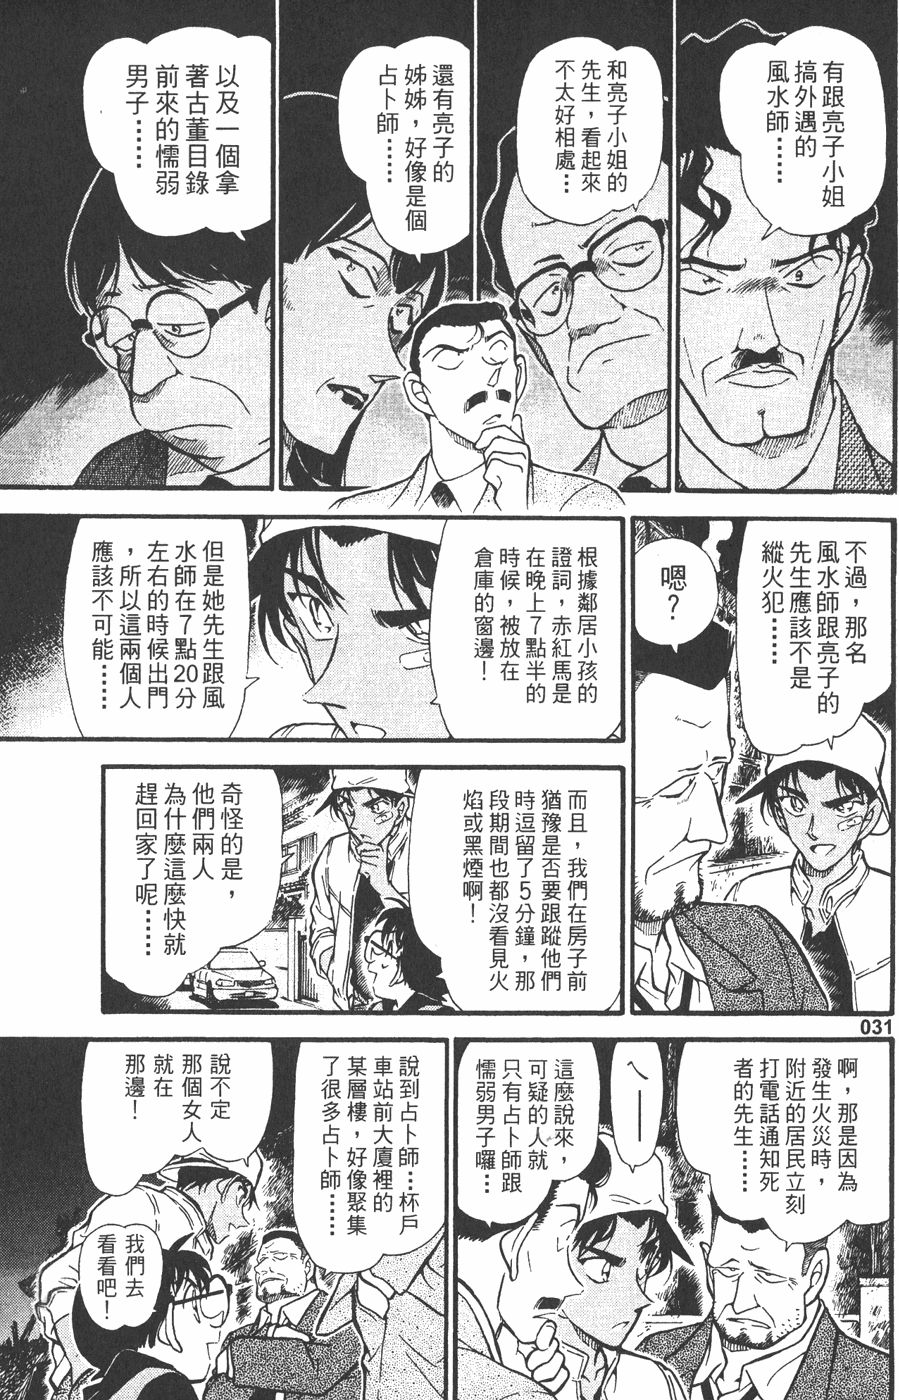 有跟亮子小姐
搞外遇的
風水師……
和亮子小姐的
先生，看起來
不太好相處…
還有亮子的
姊姊，好像是個
占卜師……
以及一個拿
著古董目錄
前來的懦弱
男子……
不過，那名
風水師跟亮子的
先生應該不是
縱火犯……
嗯？
根據鄰居小孩的
證詞，赤紅馬是
在晚上7點半的
時候，被放在
倉庫的窗邊！
但是她先生跟風
水師在7點20分
左右的時候出門
，所以這兩個人
應該不可能……
而且，我們在房子前
猶豫是否要跟蹤他們
時逗留了5分鐘，那
段期間也都沒看見火
焰或黑煙啊！
奇怪的是，
他們兩人
為什麼這麼快就
趕回家了呢……
031
啊，那是因為
發生火災時，
附近的居民立刻
打電話通知死
者的先生……
ヘ──
這麼說來，
可疑的人就
只有占卜師跟
懦弱男子囉…
說到占卜師…杯戶
車站前大廈裡的
某層樓，好像聚集
了很多占卜師……
說不定
那個女人
就在
那邊！
我們去
看看吧！